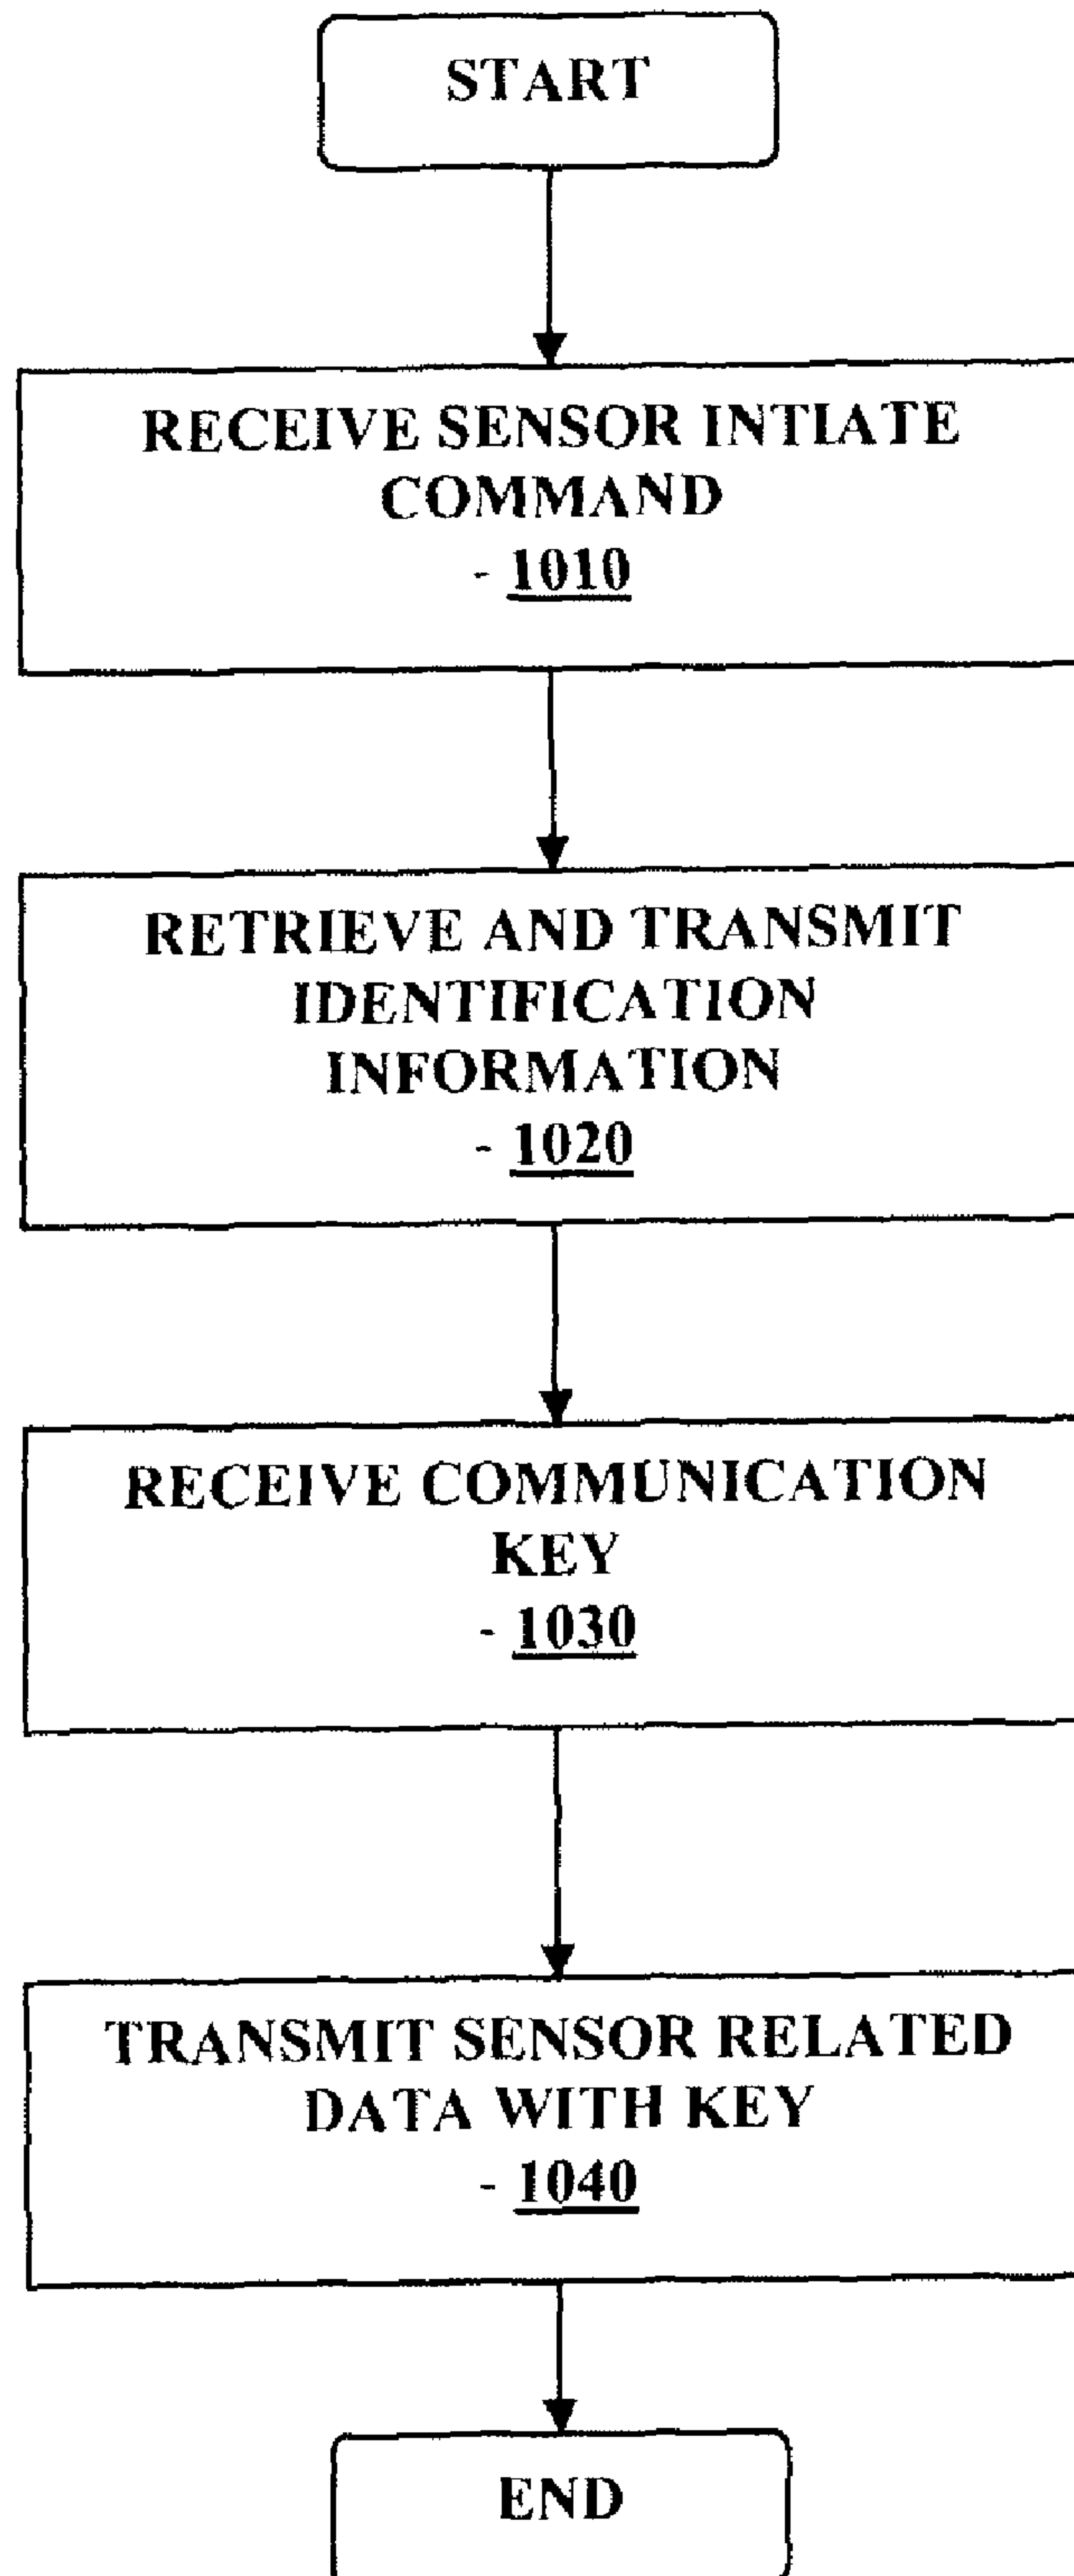 START
RECEIVE SENSOR INTIATE
COMMAND
- 1010
RETRIEVE AND TRANSMIT
IDENTIFICATION
INFORMATION
- 1020
RECEIVE COMMUNICATION
KEY
- 1030
TRANSMIT SENSOR RELATED
DATA WITH KEY
- 1040
END